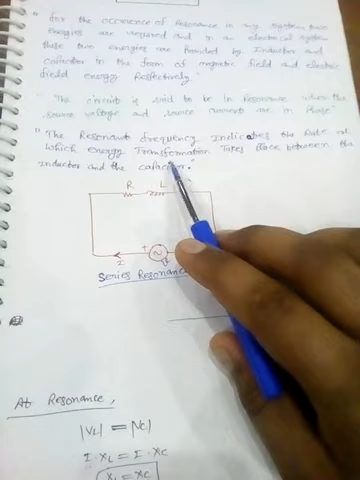 " for the occurence of Resonance in any system two
energies are required and in an electrical system
these two energies are Provided by Inductor and
capacitor in the form of magnetic field and electric
field energy Respectively"
" The circuit is said to be in Resonance when the
source voltage and source current are in Phase"
" The Resonant frequency Indicates the Rate at
which energy Transformation Takes Place between the
inductor and the capacitor."
R L
+
I
Series Resonance
At Resonance,
|VL| = |VC|
I·XL = I·XC
XL = XC